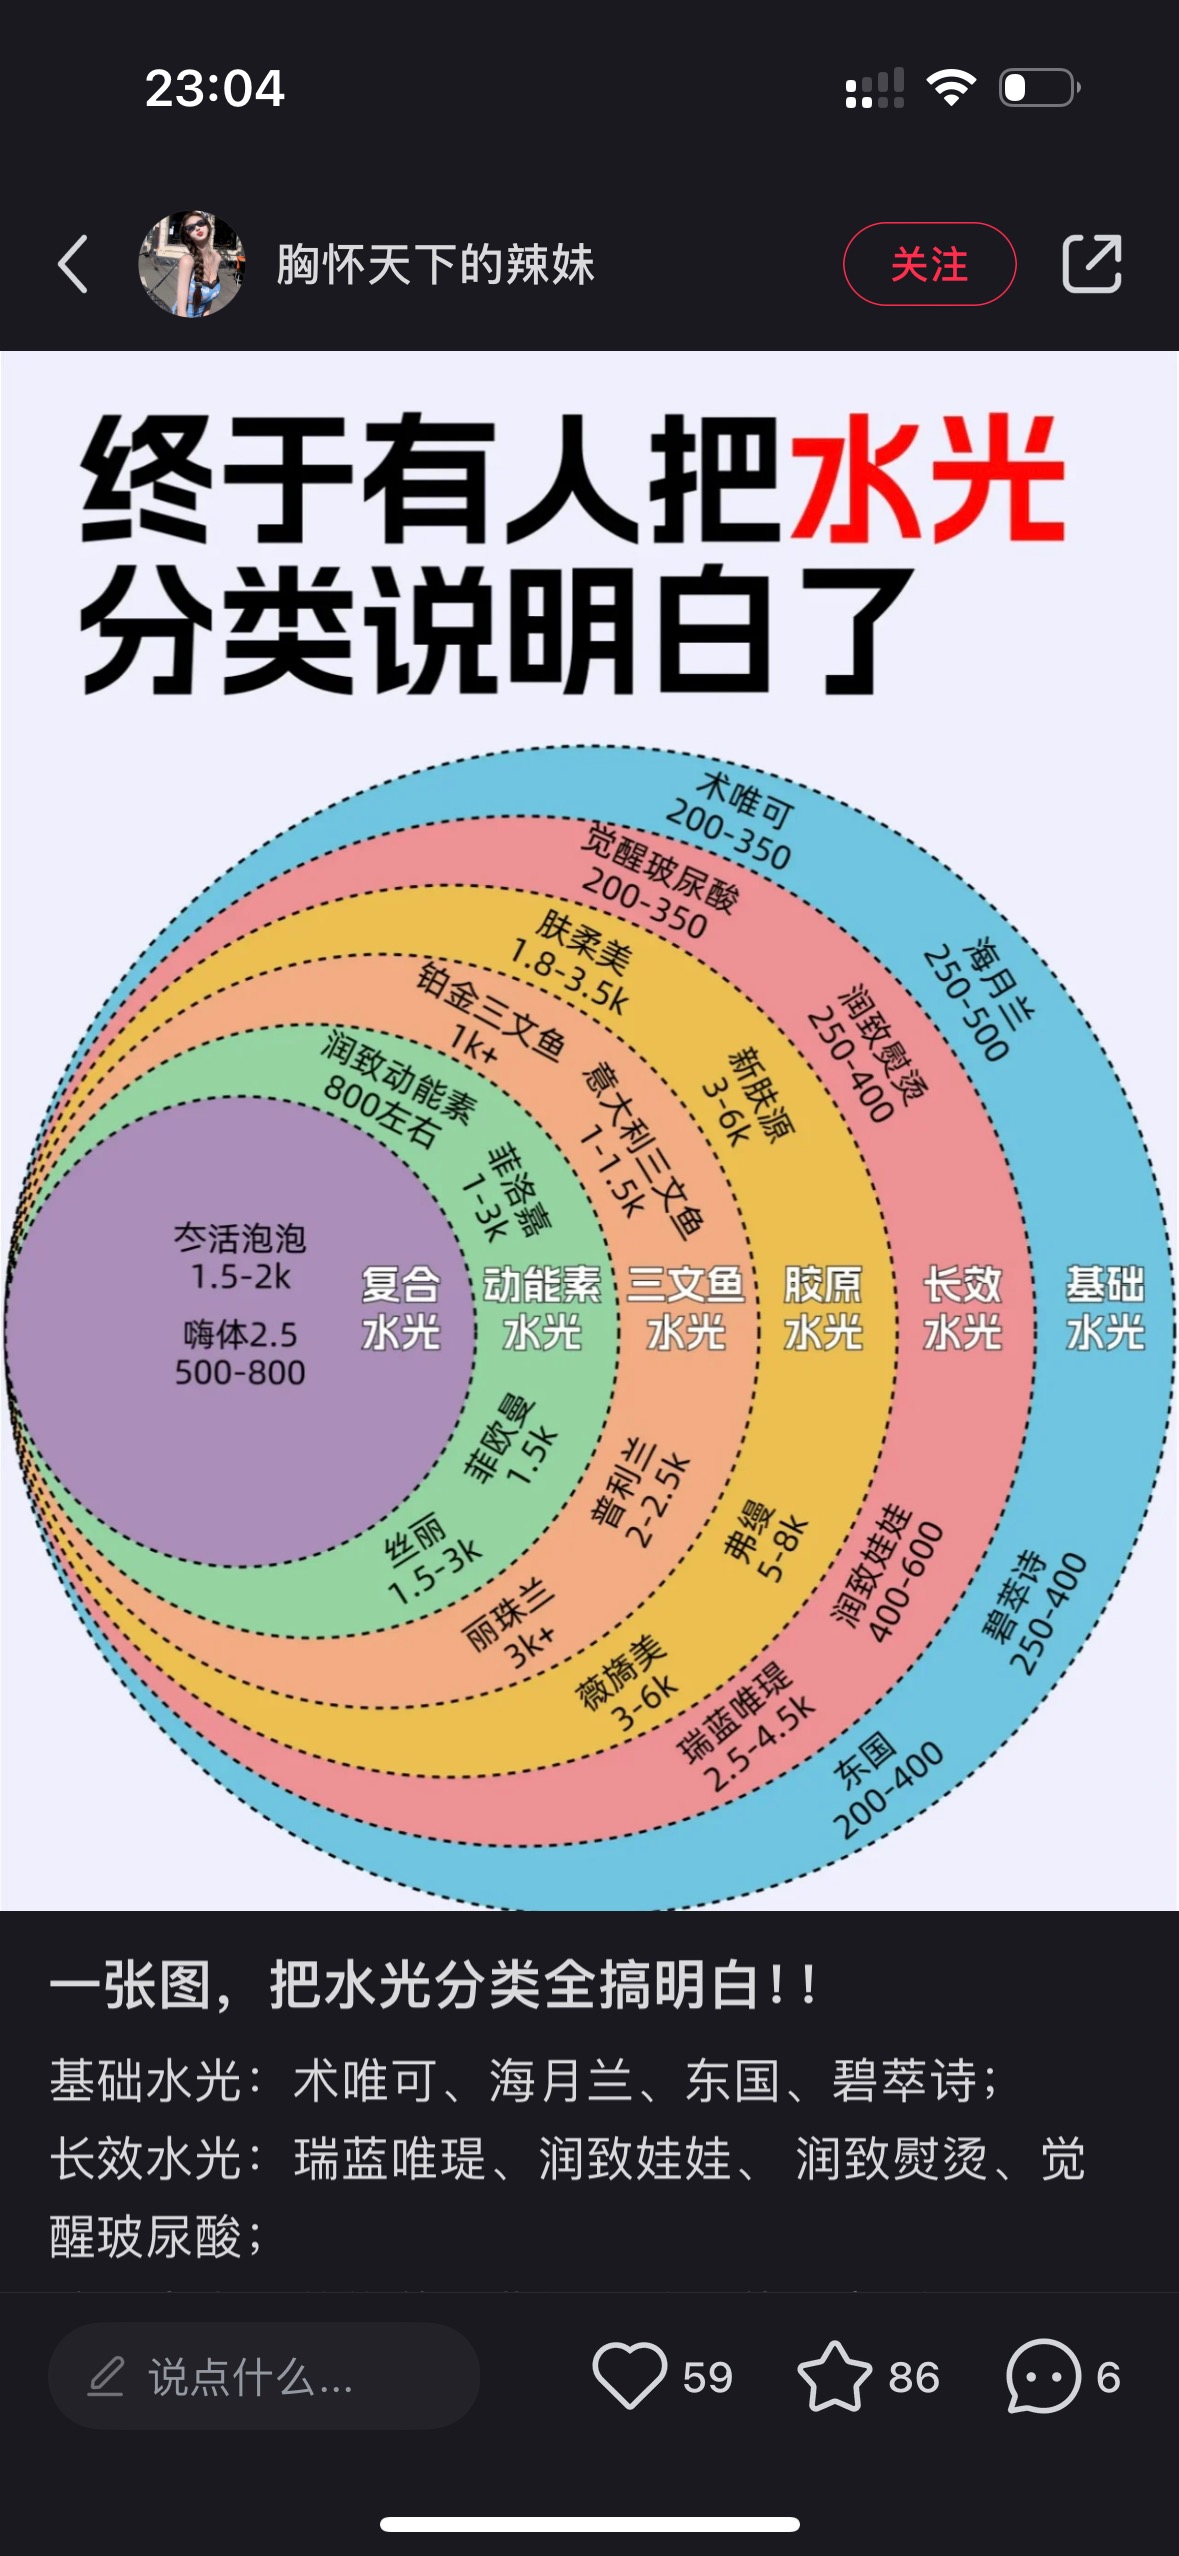 23:04
胸怀天下的辣妹
关注
终于有人把水光
分类说明白了
术唯可
200-350
海月兰
250-500
基础
水光
碧萃诗
250-400
东国
200-400
觉醒玻尿酸
200-350
润致熨烫
250-400
长效
水光
润致娃娃
400-600
瑞蓝唯瑅
2.5-4.5k
肤柔美
1.8-3.5k
新肤源
3-6k
胶原
水光
弗缦
5-8k
薇旖美
3-6k
铂金三文鱼
1k+
意大利三文鱼
1-1.5k
三文鱼
水光
普利兰
2-2.5k
丽珠兰
3k+
润致动能素
800左右
菲洛嘉
1-3k
动能素
水光
菲欧曼
1.5k
丝丽
1.5-3k
冭活泡泡
1.5-2k
嗨体2.5
500-800
复合
水光
一张图，把水光分类全搞明白！！
基础水光：术唯可、海月兰、东国、碧萃诗；
长效水光：瑞蓝唯瑅、润致娃娃、 润致熨烫、觉
醒玻尿酸；
说点什么...
59
86
6